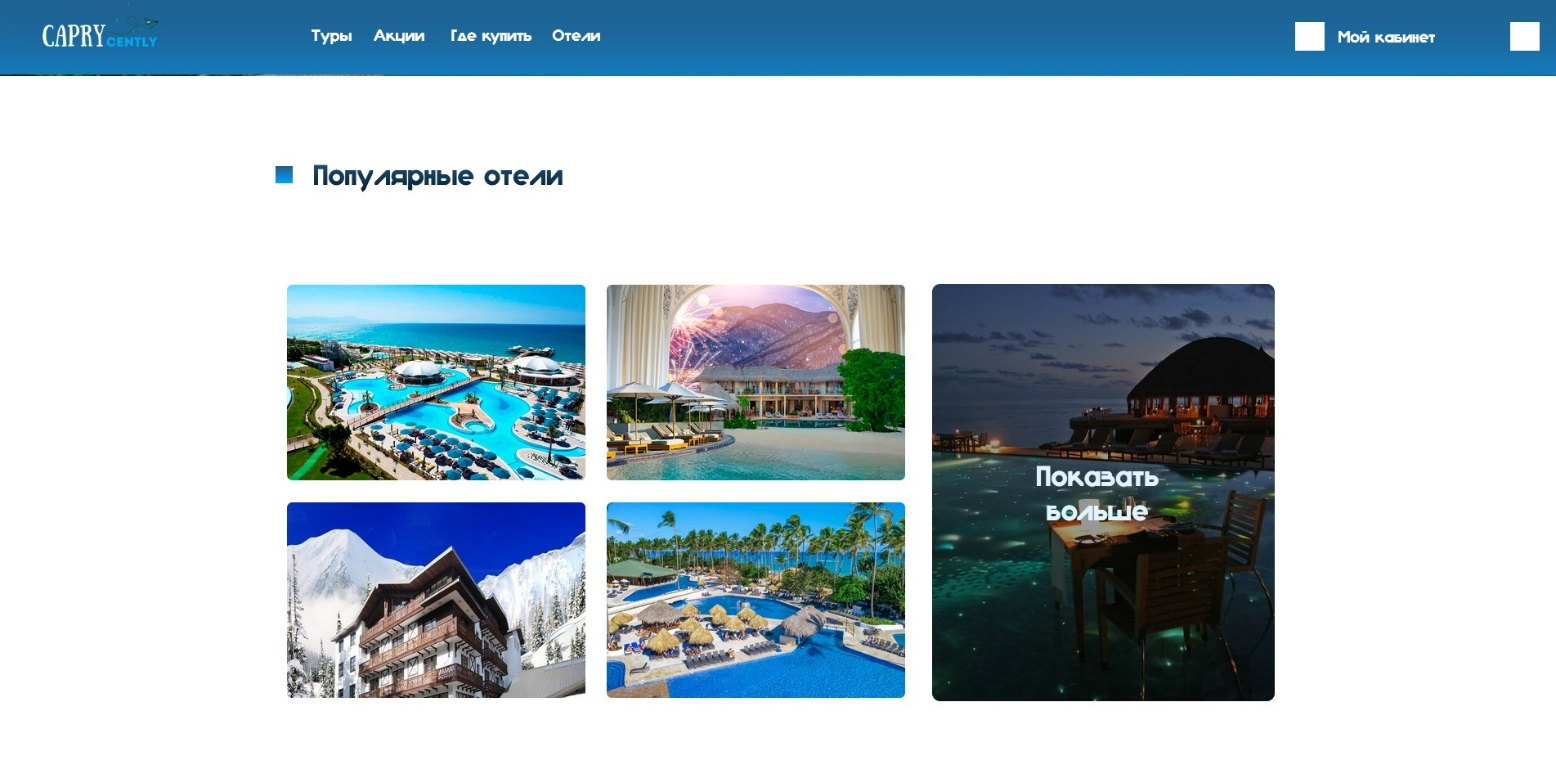 CAPRY CENTLY
Туры Акции Где купить Отели
Мой кабинет
Популярные отели
Показать
больше